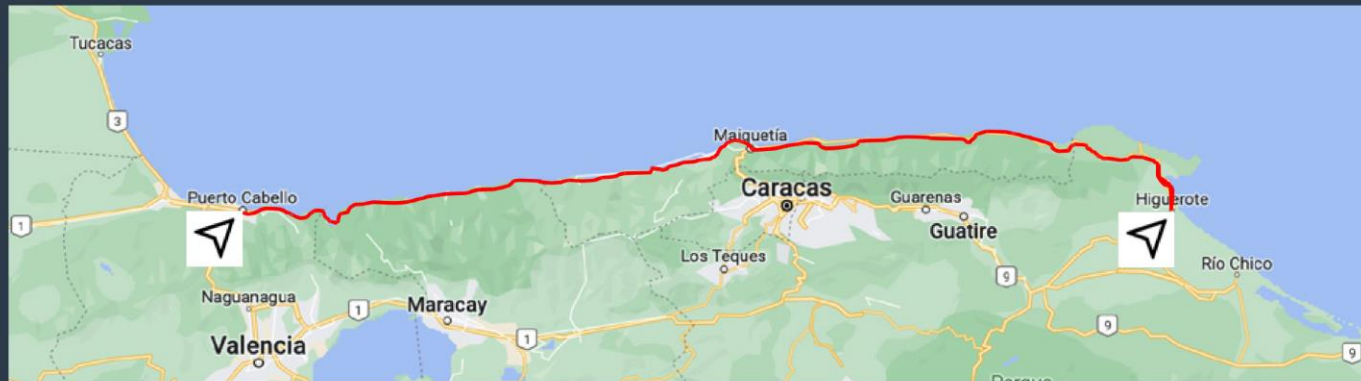 Tucacas
3
Maiquetía
Puerto Cabello
Caracas
Guarenas
Higuerote
1
Guatire
Los Teques
Río Chico
9
Naguanagua
Maracay
1
9
1
Valencia
9
Parque